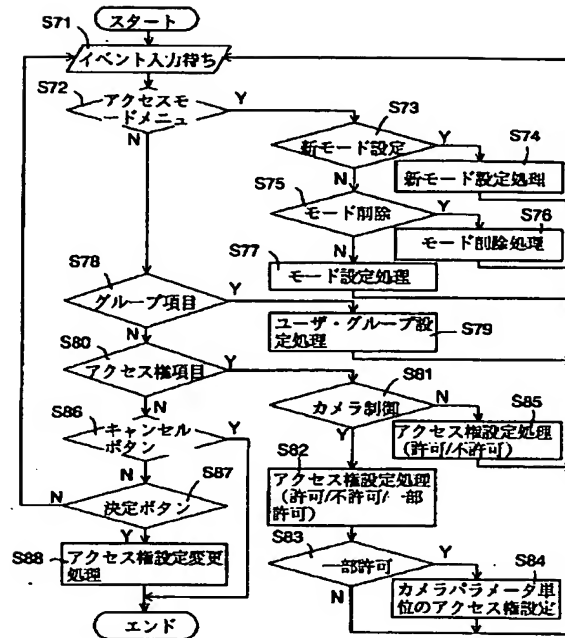 スタート
S71
イベント入力待ち
S72
アクセスモ
ードメニュ
Y
N
S73
新モード設定
Y
N
S74
新モード設定処理
S75
モード削除
Y
N
S76
モード削除処理
S77
モード設定処理
S78
グループ項目
Y
N
ユーザ・グループ設
定処理
S79
S80
アクセス権項目
Y
N
S81
カメラ制御
N
Y
S85
アクセス権設定処理
(許可/不許可)
S86
キャンセル
ボタン
Y
N
S82
アクセス権設定処理
(許可/不許可/一部
許可)
S87
決定ボタン
N
Y
S83
一部許可
Y
N
S84
カメラパラメータ単
位のアクセス権設定
S88
アクセス権設定変更
処理
エンド